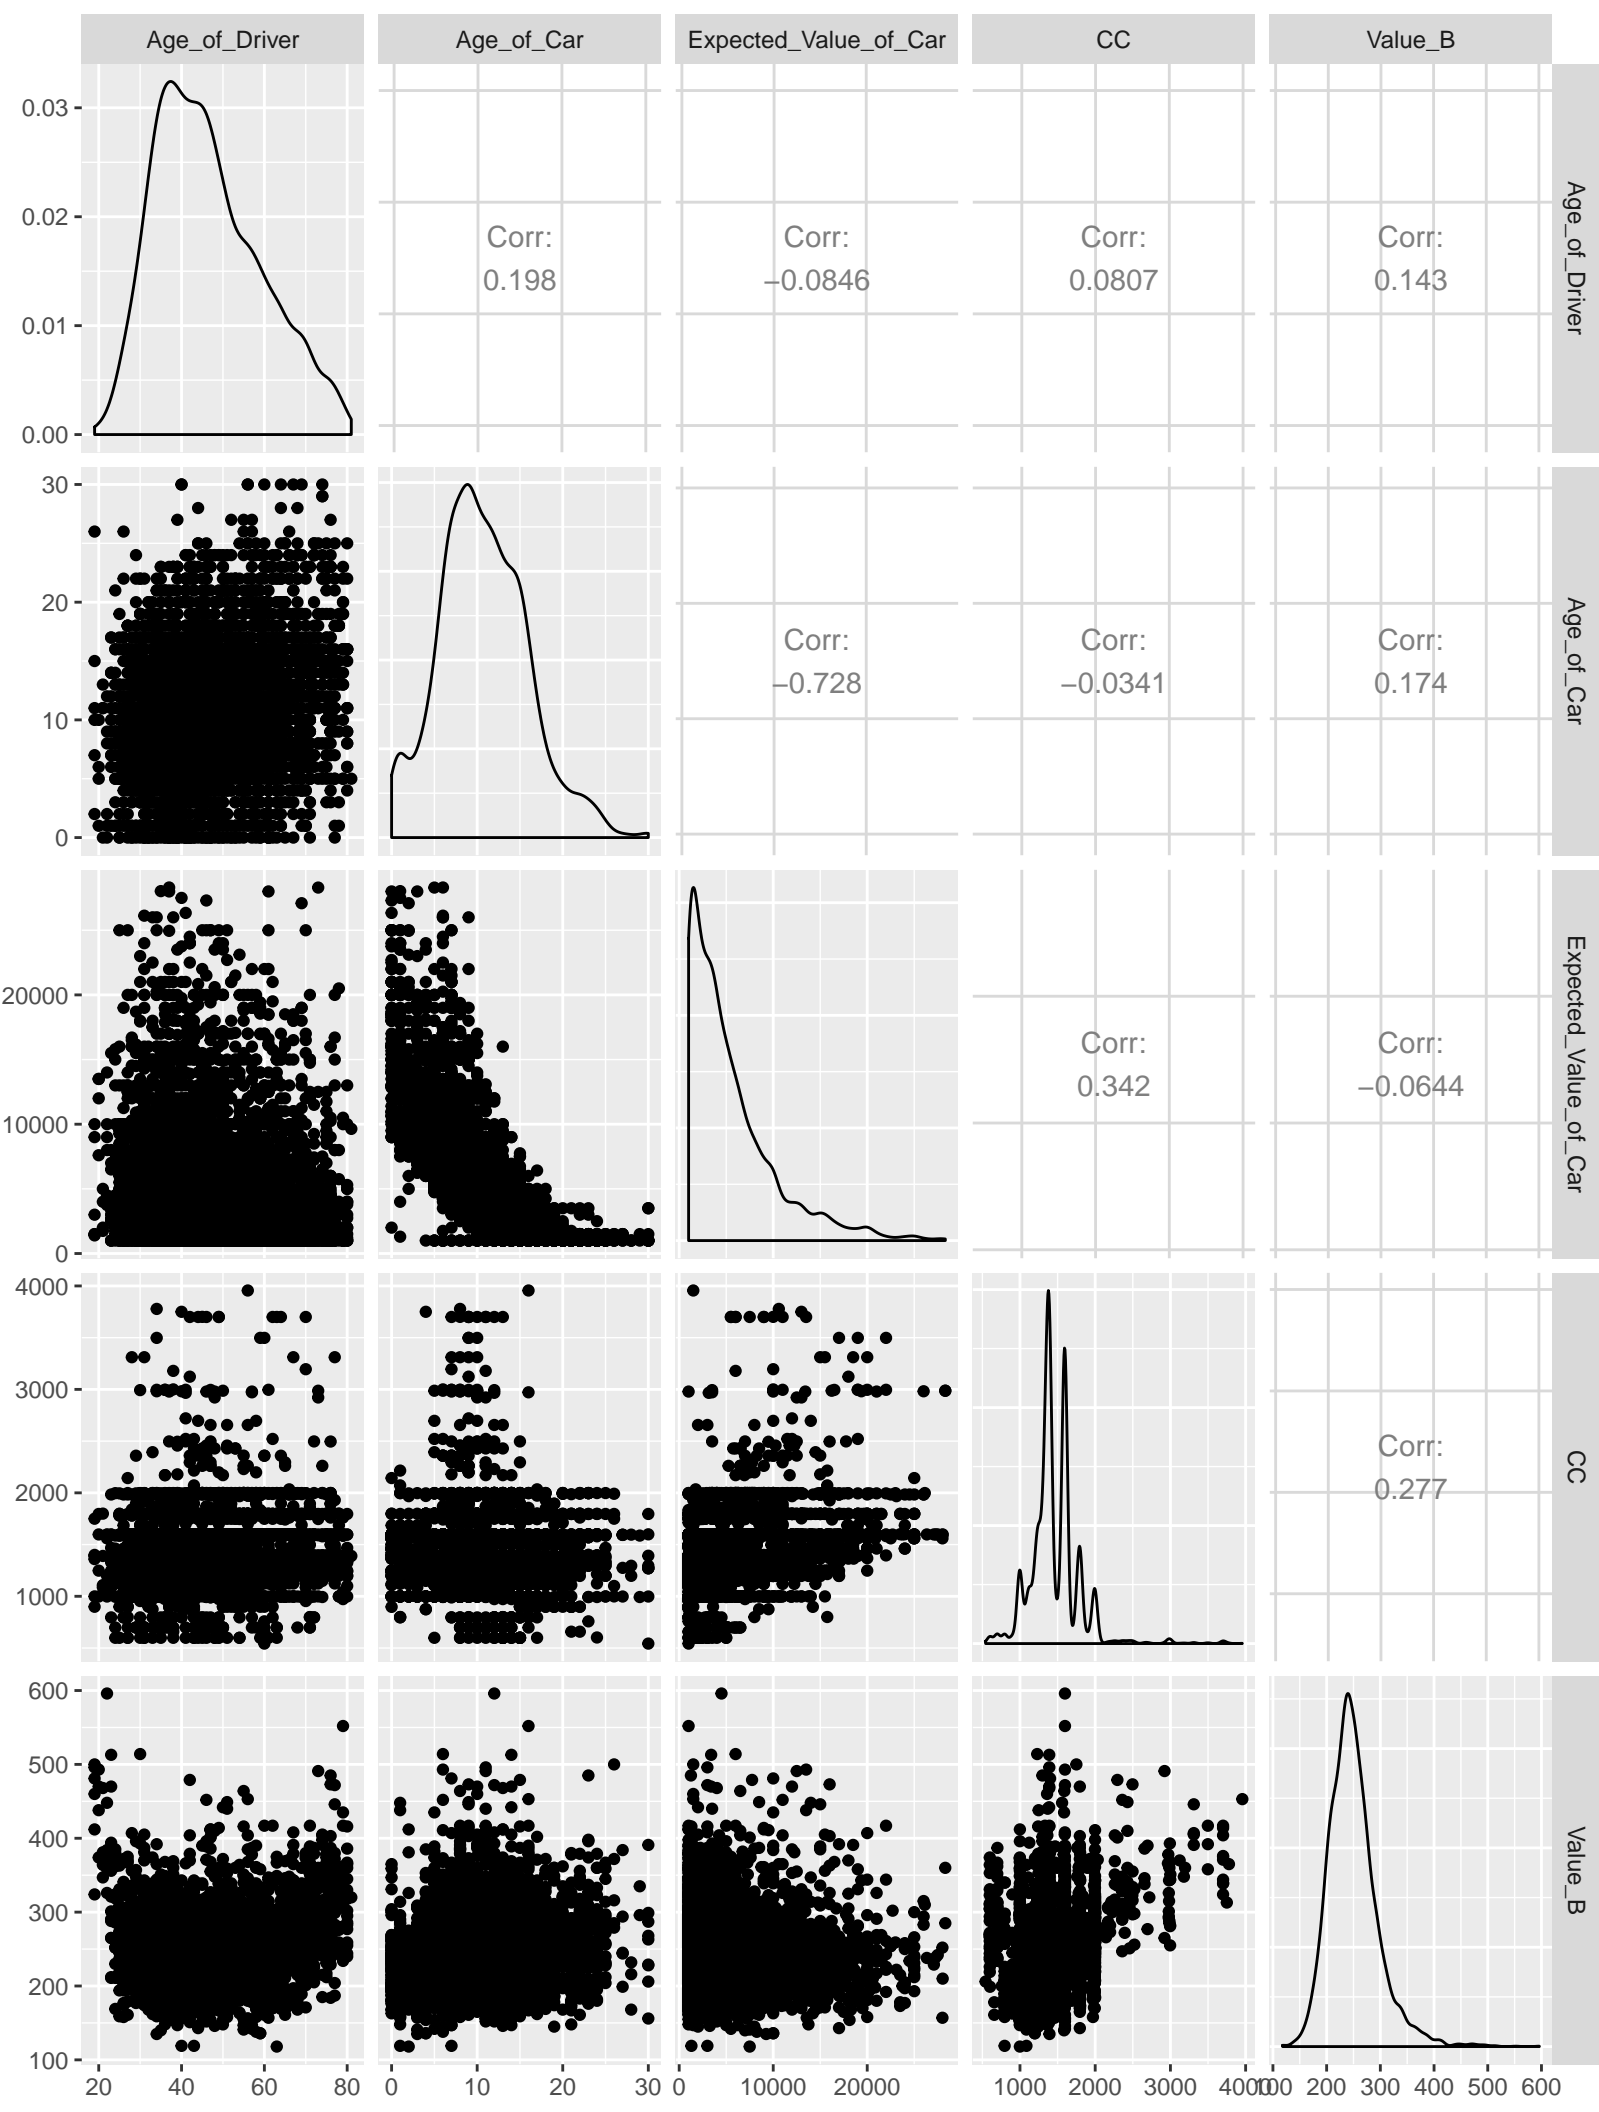 Age_of_Driver Age_of_Car Expected_Value_of_Car CC Value_B
0.03
0.02
0.01
0.00
Corr: Corr: Corr: Corr:
0.198 −0.0846 0.0807 0.143
Age_of_Driver
30
20
10
0
Corr: Corr: Corr:
−0.728 −0.0341 0.174
Age_of_Car
20000
10000
0
Corr: Corr:
0.342 −0.0644
Expected_Value_of_Car
4000
3000
2000
1000
Corr:
0.277
CC
600
500
400
300
200
100
Value_B
20 40 60 80 0 10 20 30 0 10000 20000 1000 2000 3000 4000 100 200 300 400 500 600